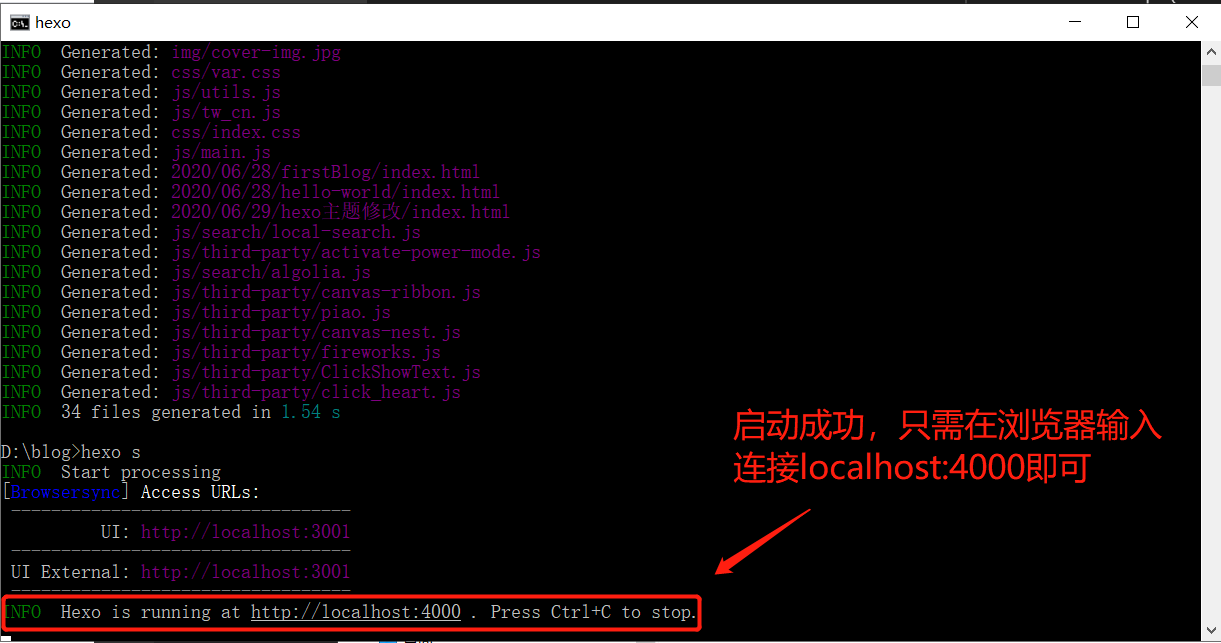 hexo
INFO  Generated: img/cover-img.jpg
INFO  Generated: css/var.css
INFO  Generated: js/utils.js
INFO  Generated: js/tw_cn.js
INFO  Generated: css/index.css
INFO  Generated: js/main.js
INFO  Generated: 2020/06/28/firstBlog/index.html
INFO  Generated: 2020/06/28/hello-world/index.html
INFO  Generated: 2020/06/29/hexo主题修改/index.html
INFO  Generated: js/search/local-search.js
INFO  Generated: js/third-party/activate-power-mode.js
INFO  Generated: js/search/algolia.js
INFO  Generated: js/third-party/canvas-ribbon.js
INFO  Generated: js/third-party/piao.js
INFO  Generated: js/third-party/canvas-nest.js
INFO  Generated: js/third-party/fireworks.js
INFO  Generated: js/third-party/ClickShowText.js
INFO  Generated: js/third-party/click_heart.js
INFO  34 files generated in 1.54 s
D:\blog>hexo s
INFO  Start processing
[Browsersync] Access URLs:
----------------------------------
UI: http://localhost:3001
----------------------------------
UI External: http://localhost:3001
----------------------------------
INFO  Hexo is running at http://localhost:4000 . Press Ctrl+C to stop.
启动成功，只需在浏览器输入
连接localhost:4000即可